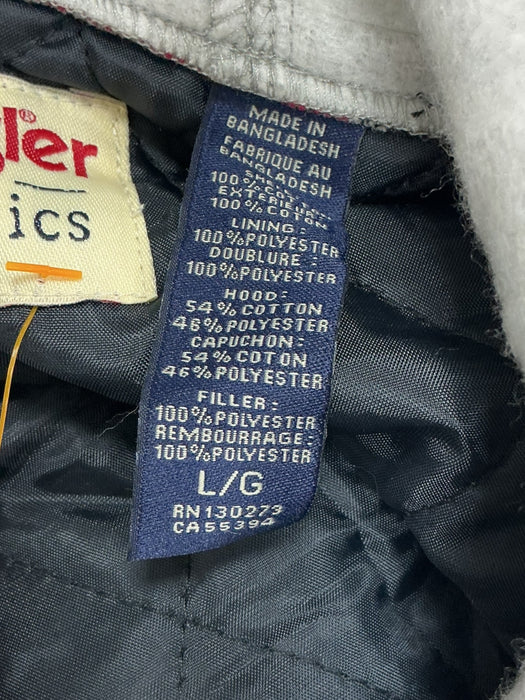 ler®
ics
MADE IN
BANGLADESH
FABRIQUE AU
BANGLADESH
100%
EXTERIEUR:
100% COTTON
LINING:
100% POLYESTER
DOUBLURE:
100% POLYESTER
HOOD:
54% COTTON
46% POLYESTER
CAPUCHON:
54% COTON
46% POLYESTER
FILLER:
100% POLYESTER
REMBOURRAGE:
100% POLYESTER
L/G
RN130273
CA55394